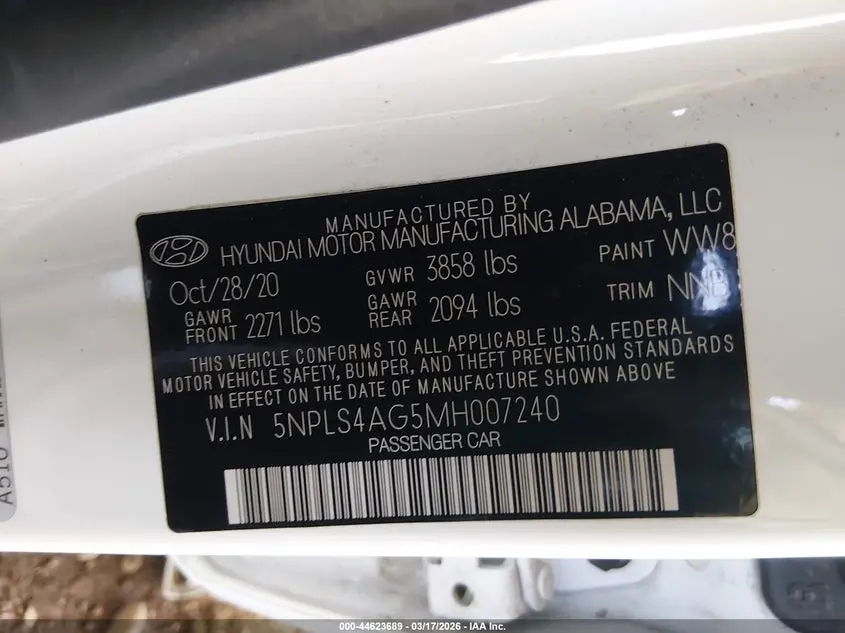 MANUFACTURED BY
HYUNDAI MOTOR MANUFACTURING ALABAMA, LLC
Oct/28/20 GVWR 3858 lbs PAINT WW8
GAWR FRONT 2271 lbs GAWR REAR 2094 lbs TRIM NNB
THIS VEHICLE CONFORMS TO ALL APPLICABLE U.S.A. FEDERAL
MOTOR VEHICLE SAFETY, BUMPER, AND THEFT PREVENTION STANDARDS
IN EFFECT ON THE DATE OF MANUFACTURE SHOWN ABOVE
V.I.N 5NPLS4AG5MH007240
PASSENGER CAR
A510
000-44623689 - 03/17/2026 - IAA Inc.